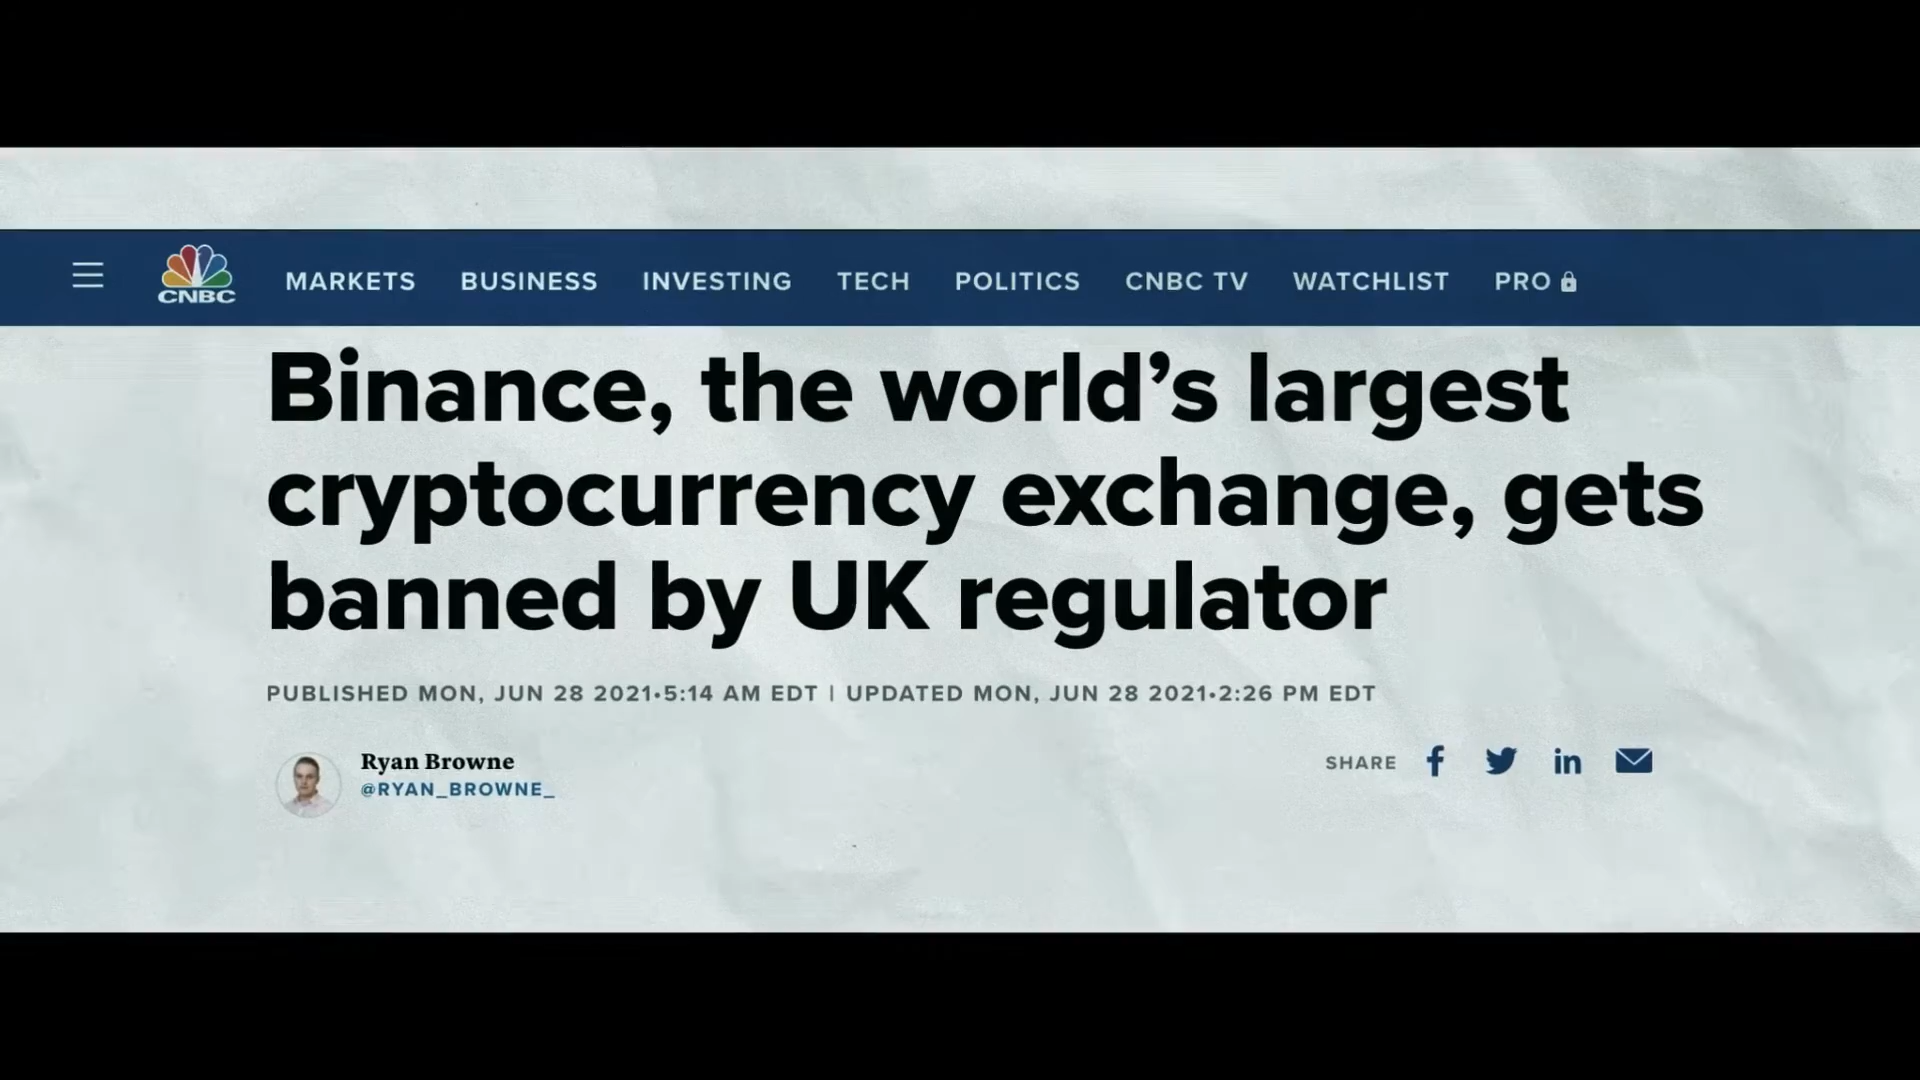 CNBC MARKETS BUSINESS INVESTING TECH POLITICS CNBC TV WATCHLIST PRO
Binance, the world’s largest
cryptocurrency exchange, gets
banned by UK regulator
PUBLISHED MON, JUN 28 2021•5:14 AM EDT | UPDATED MON, JUN 28 2021•2:26 PM EDT
Ryan Browne
@RYAN_BROWNE_
SHARE f in